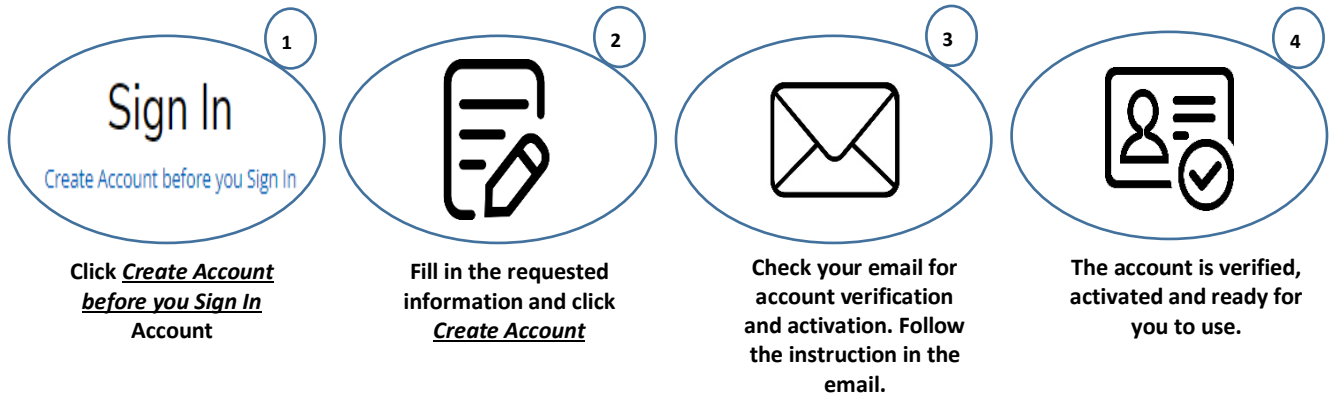 1
Sign In
Create Account before you Sign In
Click Create Account
before you Sign In
Account
2
Fill in the requested
information and click
Create Account
3
Check your email for
account verification
and activation. Follow
the instruction in the
email.
4
The account is verified,
activated and ready for
you to use.